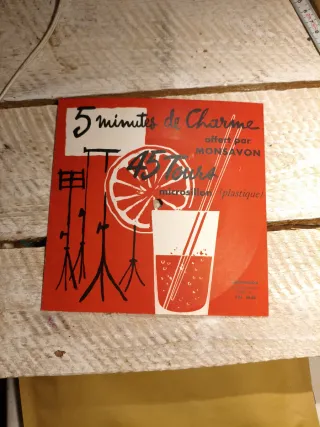 5 minutes de Charme
offert par
MONSAVON
45 Tours
microsillon (plastique)